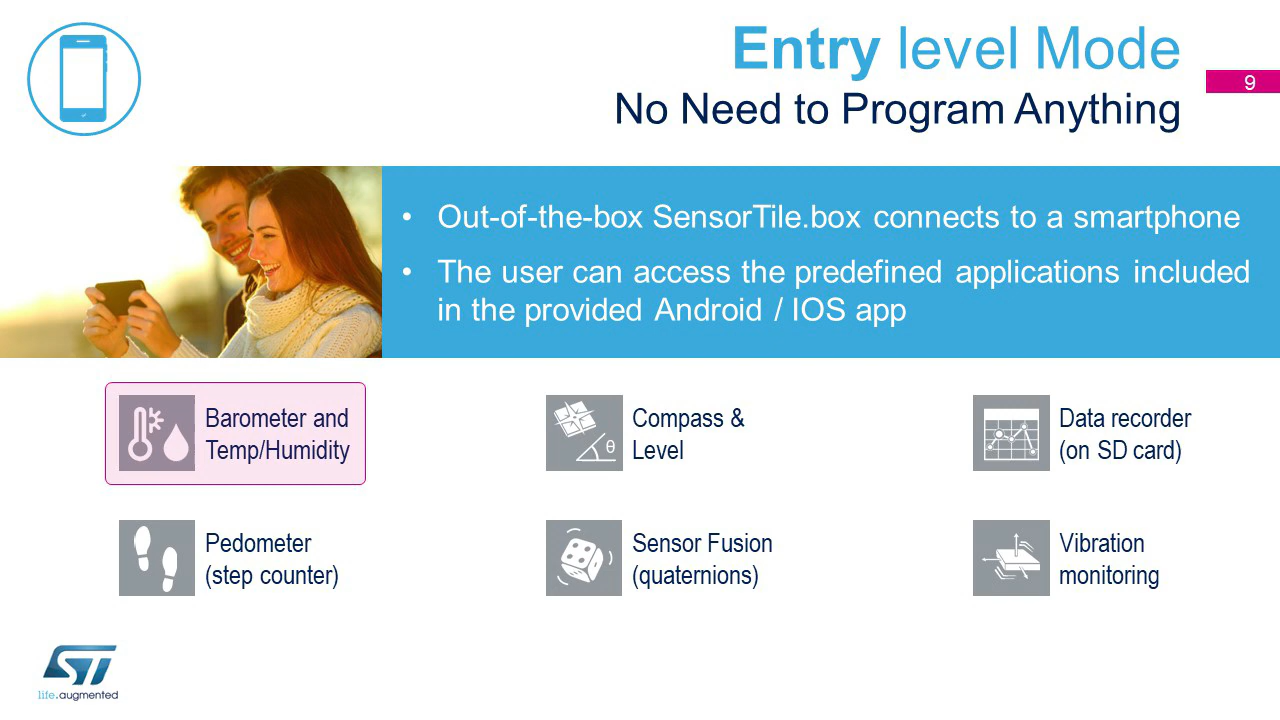 Entry level Mode
No Need to Program Anything
9
• Out-of-the-box SensorTile.box connects to a smartphone
• The user can access the predefined applications included
in the provided Android / IOS app
Barometer and
Temp/Humidity
Compass &
Level
θ
Data recorder
(on SD card)
Pedometer
(step counter)
Sensor Fusion
(quaternions)
Vibration
monitoring
ST
life.augmented